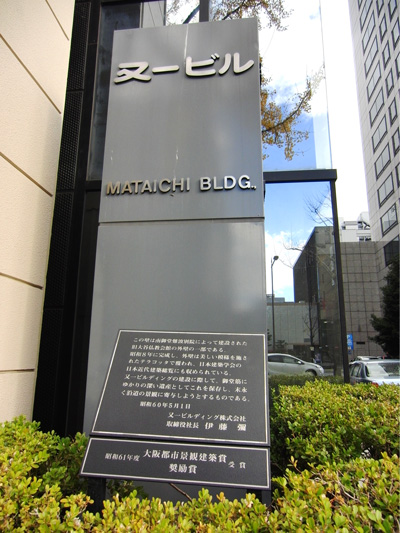 又一ビル
MATAICHI BLDG.
この壁は南御堂難波別院によって建設された
旧大谷仏教会館の外壁の一部である。
昭和五年に完成し、外壁は美しい模様を施さ
れたテラコッタで覆われ、日本建築学会の
日本近代建築総覧にも収められている。
又一ビルディングの建設に際して、御堂筋に
ゆかりの深い遺産としてこれを保存し、末永
く沿道の景観に寄与しようとするものである。
昭和60年5月1日
又一ビルディング株式会社
取締役社長 伊藤 彌
昭和61年度 大阪都市景観建築賞 受賞
奨励賞